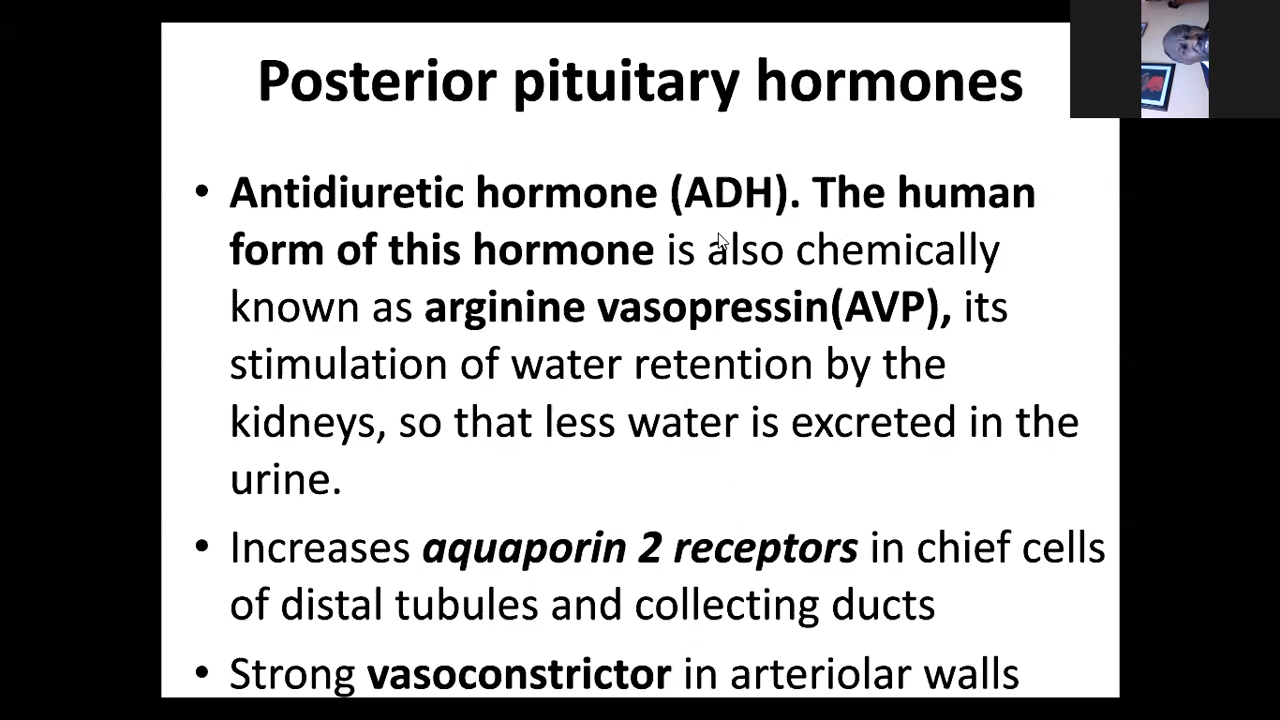 Posterior pituitary hormones
• Antidiuretic hormone (ADH). The human
form of this hormone is also chemically
known as arginine vasopressin(AVP), its
stimulation of water retention by the
kidneys, so that less water is excreted in the
urine.
• Increases aquaporin 2 receptors in chief cells
of distal tubules and collecting ducts
• Strong vasoconstrictor in arteriolar walls